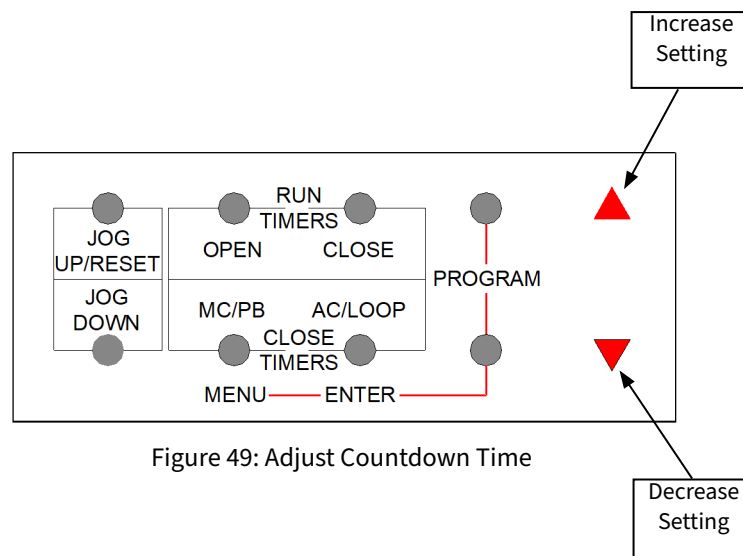 Increase
Setting
RUN
TIMERS
JOG
UP/RESET
OPEN
CLOSE
PROGRAM
JOG
DOWN
MC/PB
AC/LOOP
CLOSE
TIMERS
MENU
ENTER
Figure 49: Adjust Countdown Time
Decrease
Setting